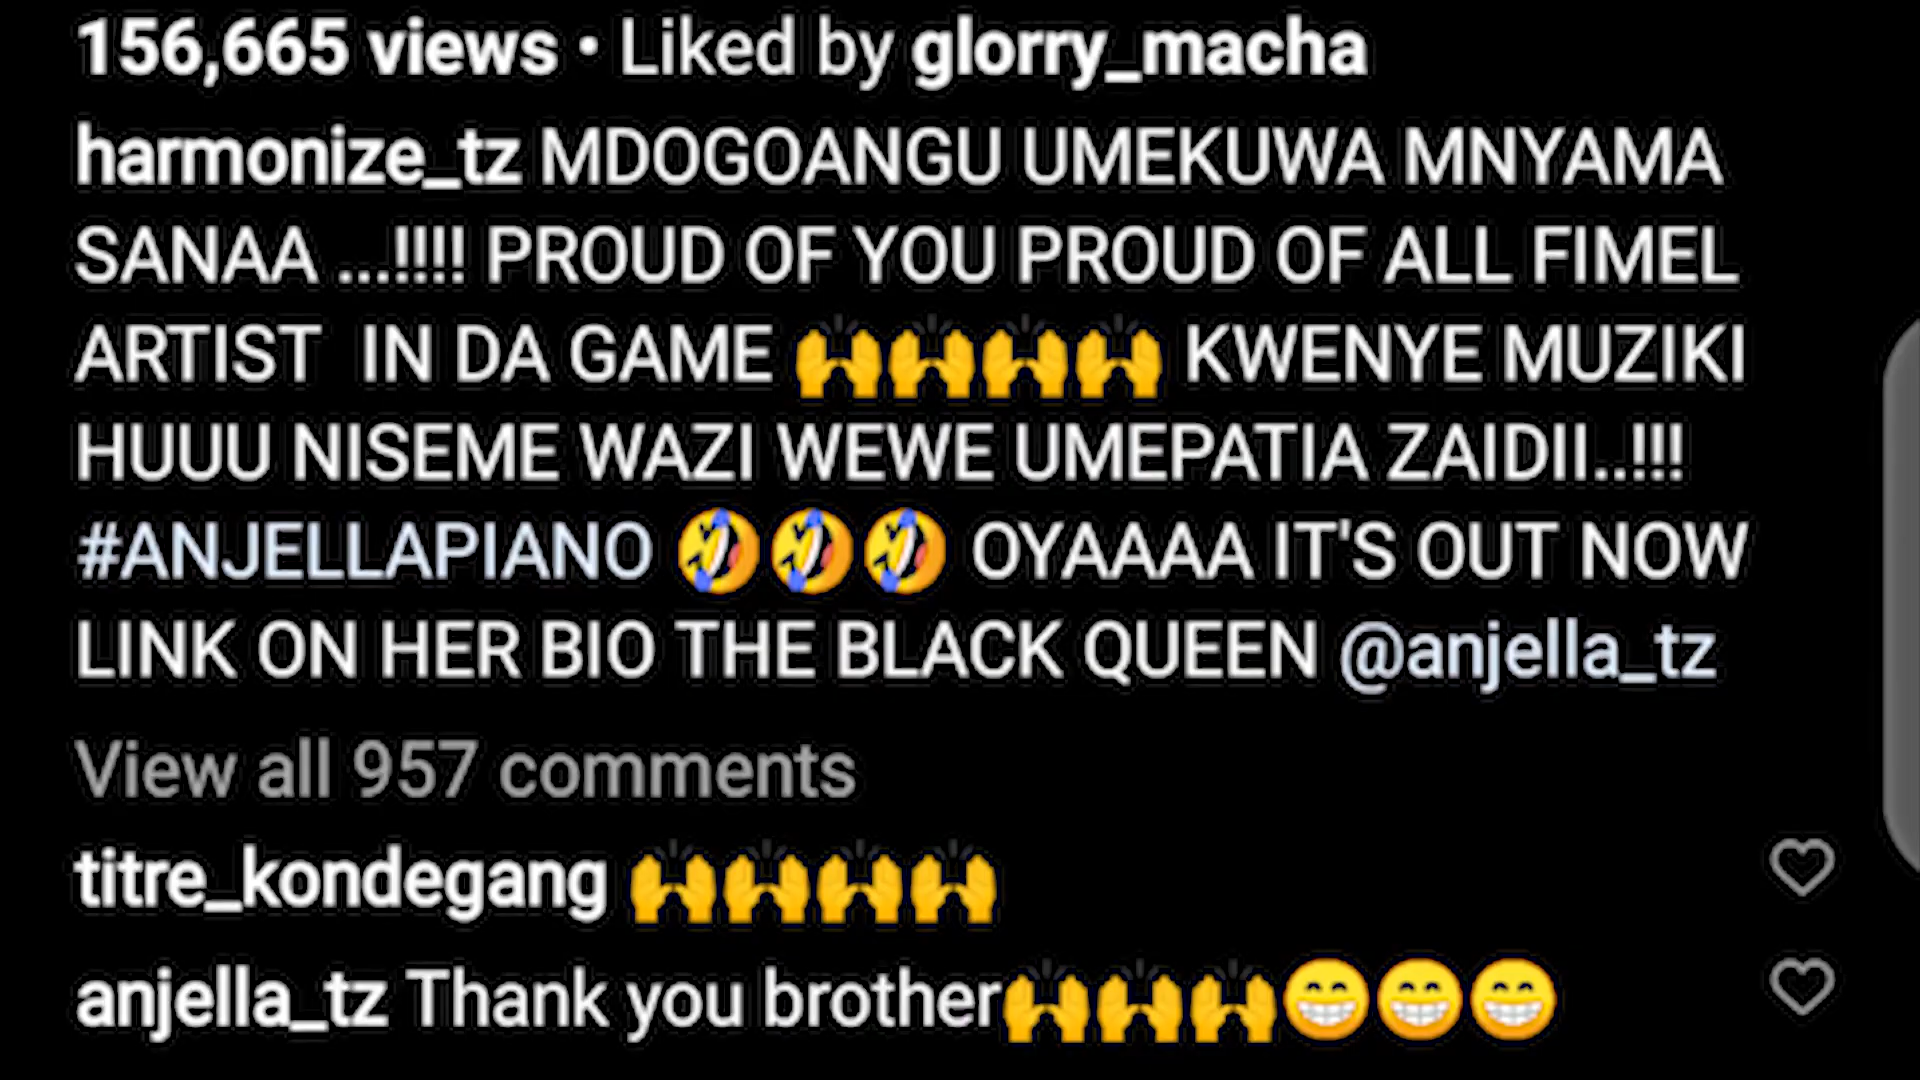 156,665 views • Liked by glorry_macha
harmonize_tz MDOGOANGU UMEKUWA MNYAMA
SANAA ...!!!! PROUD OF YOU PROUD OF ALL FIMEL
ARTIST IN DA GAME 🙌🙌🙌🙌 KWENYE MUZIKI
HUUU NISEME WAZI WEWE UMEPATIA ZAIDII..!!!
#ANJELLAPIANO 🤣🤣🤣 OYAAAA IT'S OUT NOW
LINK ON HER BIO THE BLACK QUEEN @anjella_tz
View all 957 comments
titre_kondegang 🙌🙌🙌🙌
anjella_tz Thank you brother🙌🙌🙌😁😁😁